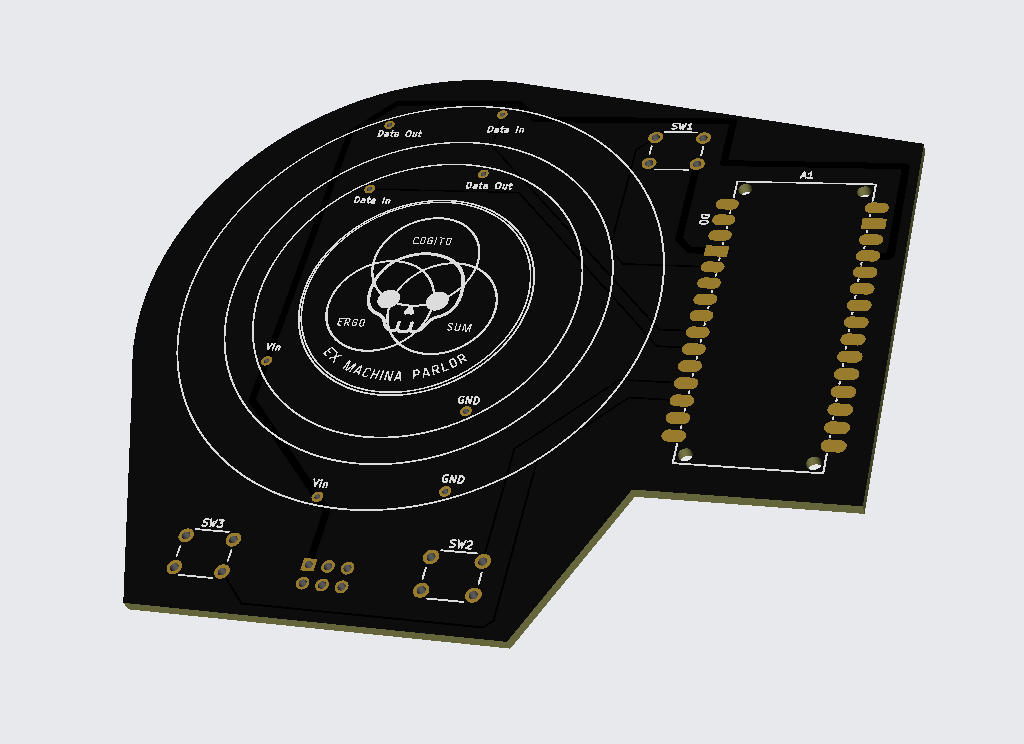 SW1
Data Out
Data In
A1
Data Out
Data In
D0
COGITO
ERGO
SUM
EX MACHINA PARLOR
Vin
GND
Vin
GND
SW3
SW2